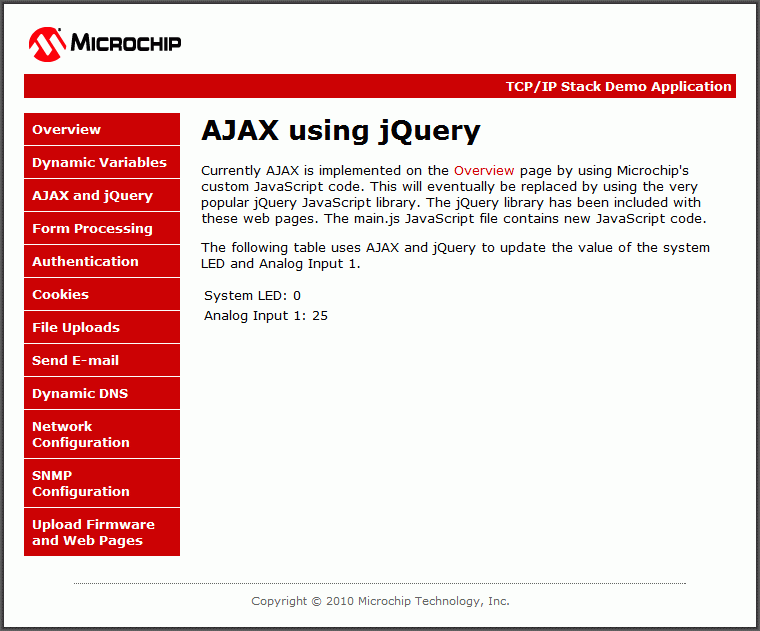 MICROCHIP
TCP/IP Stack Demo Application
Overview
Dynamic Variables
AJAX and jQuery
Form Processing
Authentication
Cookies
File Uploads
Send E-mail
Dynamic DNS
Network
Configuration
SNMP
Configuration
Upload Firmware
and Web Pages
AJAX using jQuery
Currently AJAX is implemented on the Overview page by using Microchip's
custom JavaScript code. This will eventually be replaced by using the very
popular jQuery JavaScript library. The jQuery library has been included with
these web pages. The main.js JavaScript file contains new JavaScript code.
The following table uses AJAX and jQuery to update the value of the system
LED and Analog Input 1.
System LED: 0
Analog Input 1: 25
Copyright © 2010 Microchip Technology, Inc.